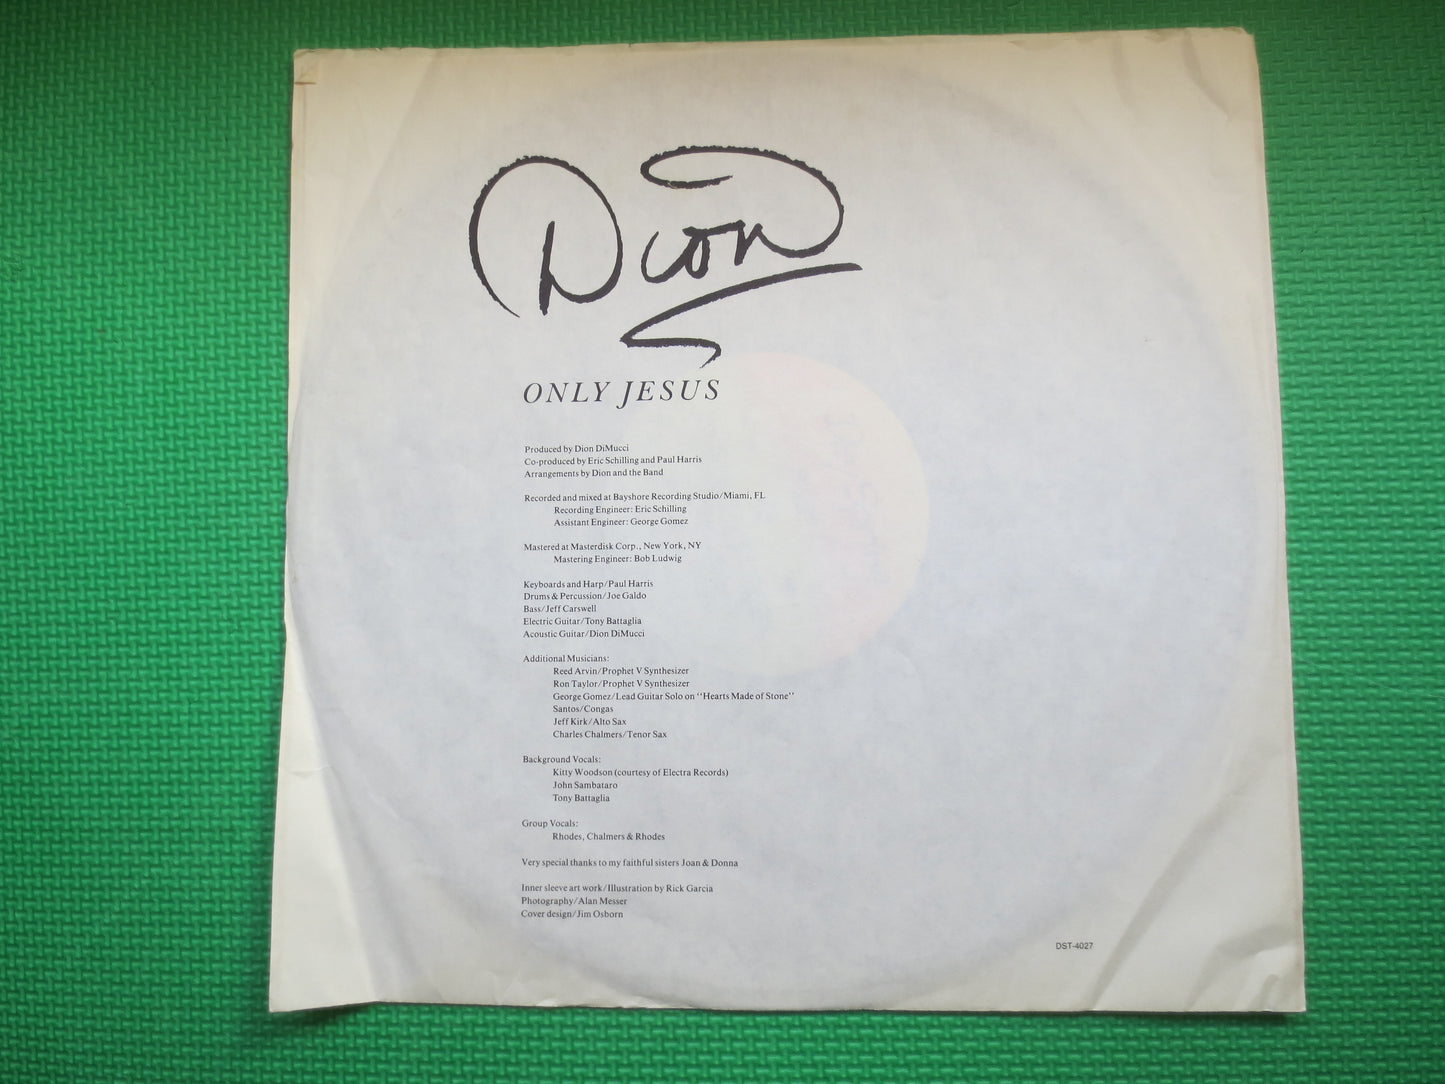 Dion
ONLY JESUS
Produced by Dion DiMucci
Co-produced by Eric Schilling and Paul Harris
Arrangements by Dion and the Band
Recorded and mixed at Bayshore Recording Studio/Miami, FL
Recording Engineer: Eric Schilling
Assistant Engineer: George Gomez
Mastered at Masterdisk Corp., New York, NY
Mastering Engineer: Bob Ludwig
Keyboards and Harp/Paul Harris
Drums & Percussion/Joe Galdo
Bass/Jeff Carswell
Electric Guitar/Tony Battaglia
Acoustic Guitar/Dion DiMucci
Additional Musicians:
Reed Arvin/Prophet V Synthesizer
Ron Taylor/Prophet V Synthesizer
George Gomez/Lead Guitar Solo on "Hearts Made of Stone"
Santos/Congas
Jeff Kirk/Alto Sax
Charles Chalmers/Tenor Sax
Background Vocals:
Kitty Woodson (courtesy of Electra Records)
John Sambataro
Tony Battaglia
Group Vocals:
Rhodes, Chalmers & Rhodes
Very special thanks to my faithful sisters Joan & Donna
Inner sleeve art work/Illustration by Rick Garcia
Photography/Alan Messer
Cover design/Jim Osborn
DST-4027